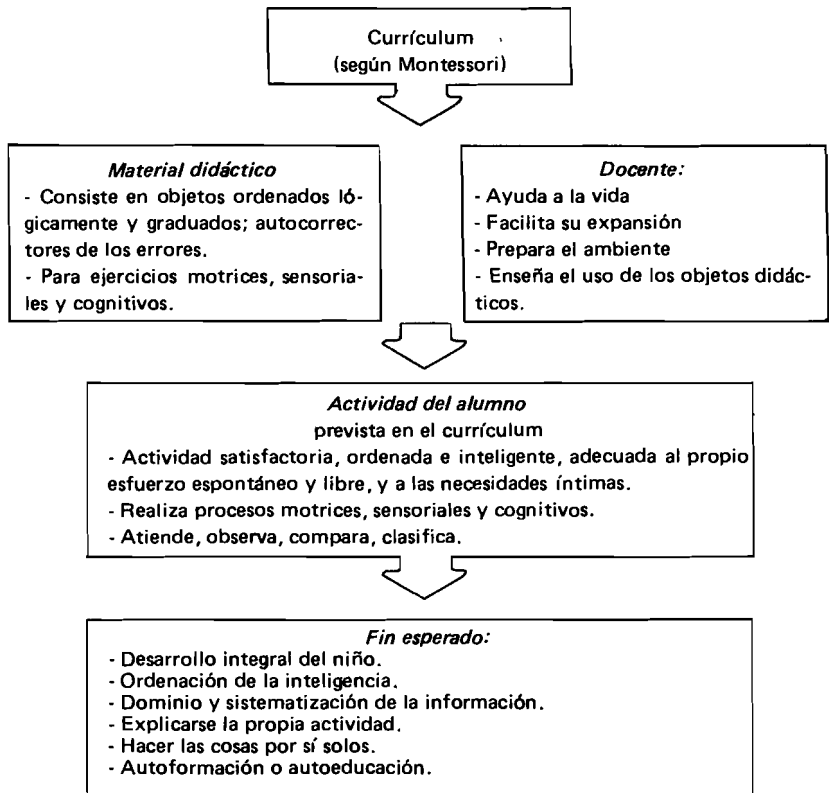 Currículum
(según Montessori)
Material didáctico
- Consiste en objetos ordenados ló-
gicamente y graduados; autocorrec-
tores de los errores.
- Para ejercicios motrices, sensoria-
les y cognitivos.
Docente:
- Ayuda a la vida
- Facilita su expansión
- Prepara el ambiente
- Enseña el uso de los objetos didác-
ticos.
Actividad del alumno
prevista en el currículum
- Actividad satisfactoria, ordenada e inteligente, adecuada al propio
esfuerzo espontáneo y libre, y a las necesidades íntimas.
- Realiza procesos motrices, sensoriales y cognitivos.
- Atiende, observa, compara, clasifica.
Fin esperado:
- Desarrollo integral del niño.
- Ordenación de la inteligencia.
- Dominio y sistematización de la información.
- Explicarse la propia actividad.
- Hacer las cosas por sí solos.
- Autoformación o autoeducación.